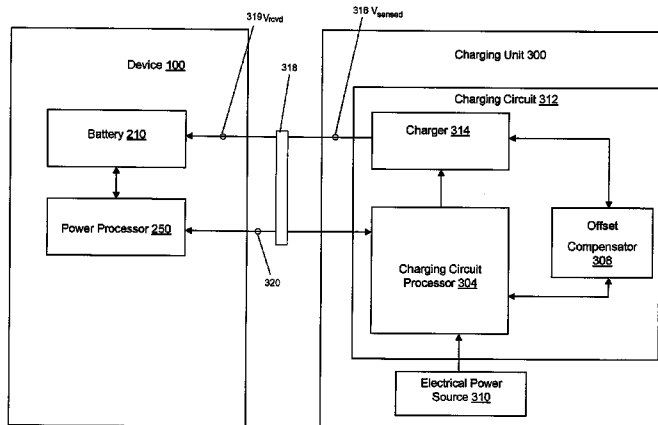 319 Vrcvd
316 Vsensed
Device 100
318
Charging Unit 300
Charging Circuit 312
Battery 210
Charger 314
Power Processor 250
320
Charging Circuit
Processor 304
Offset
Compensator
308
Electrical Power
Source 310